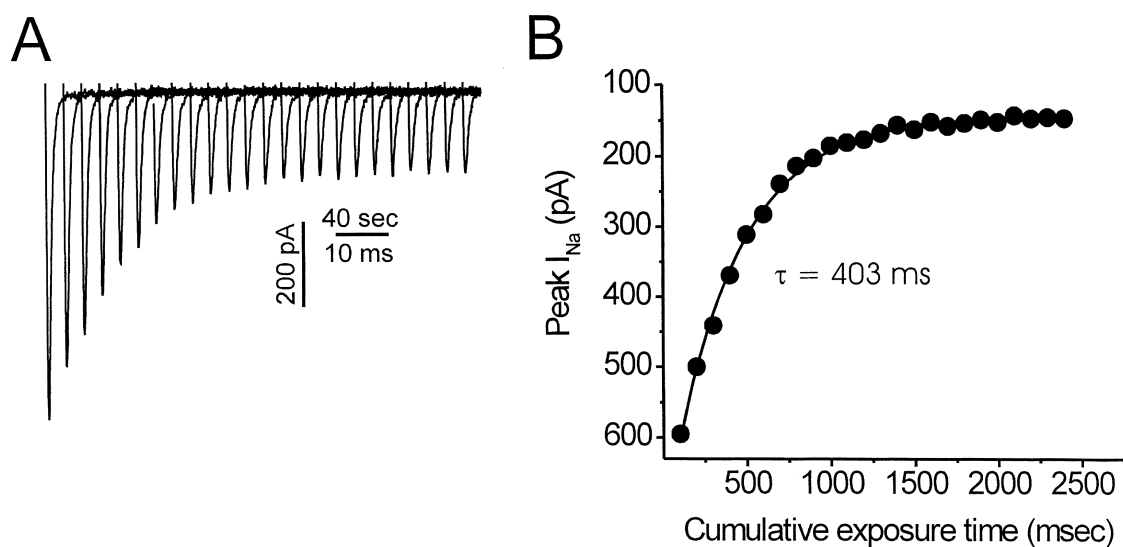 A
40 sec
10 ms
200 pA
B
100
200
300
400
500
600
Peak I_Na (pA)
τ = 403 ms
500 1000 1500 2000 2500
Cumulative exposure time (msec)